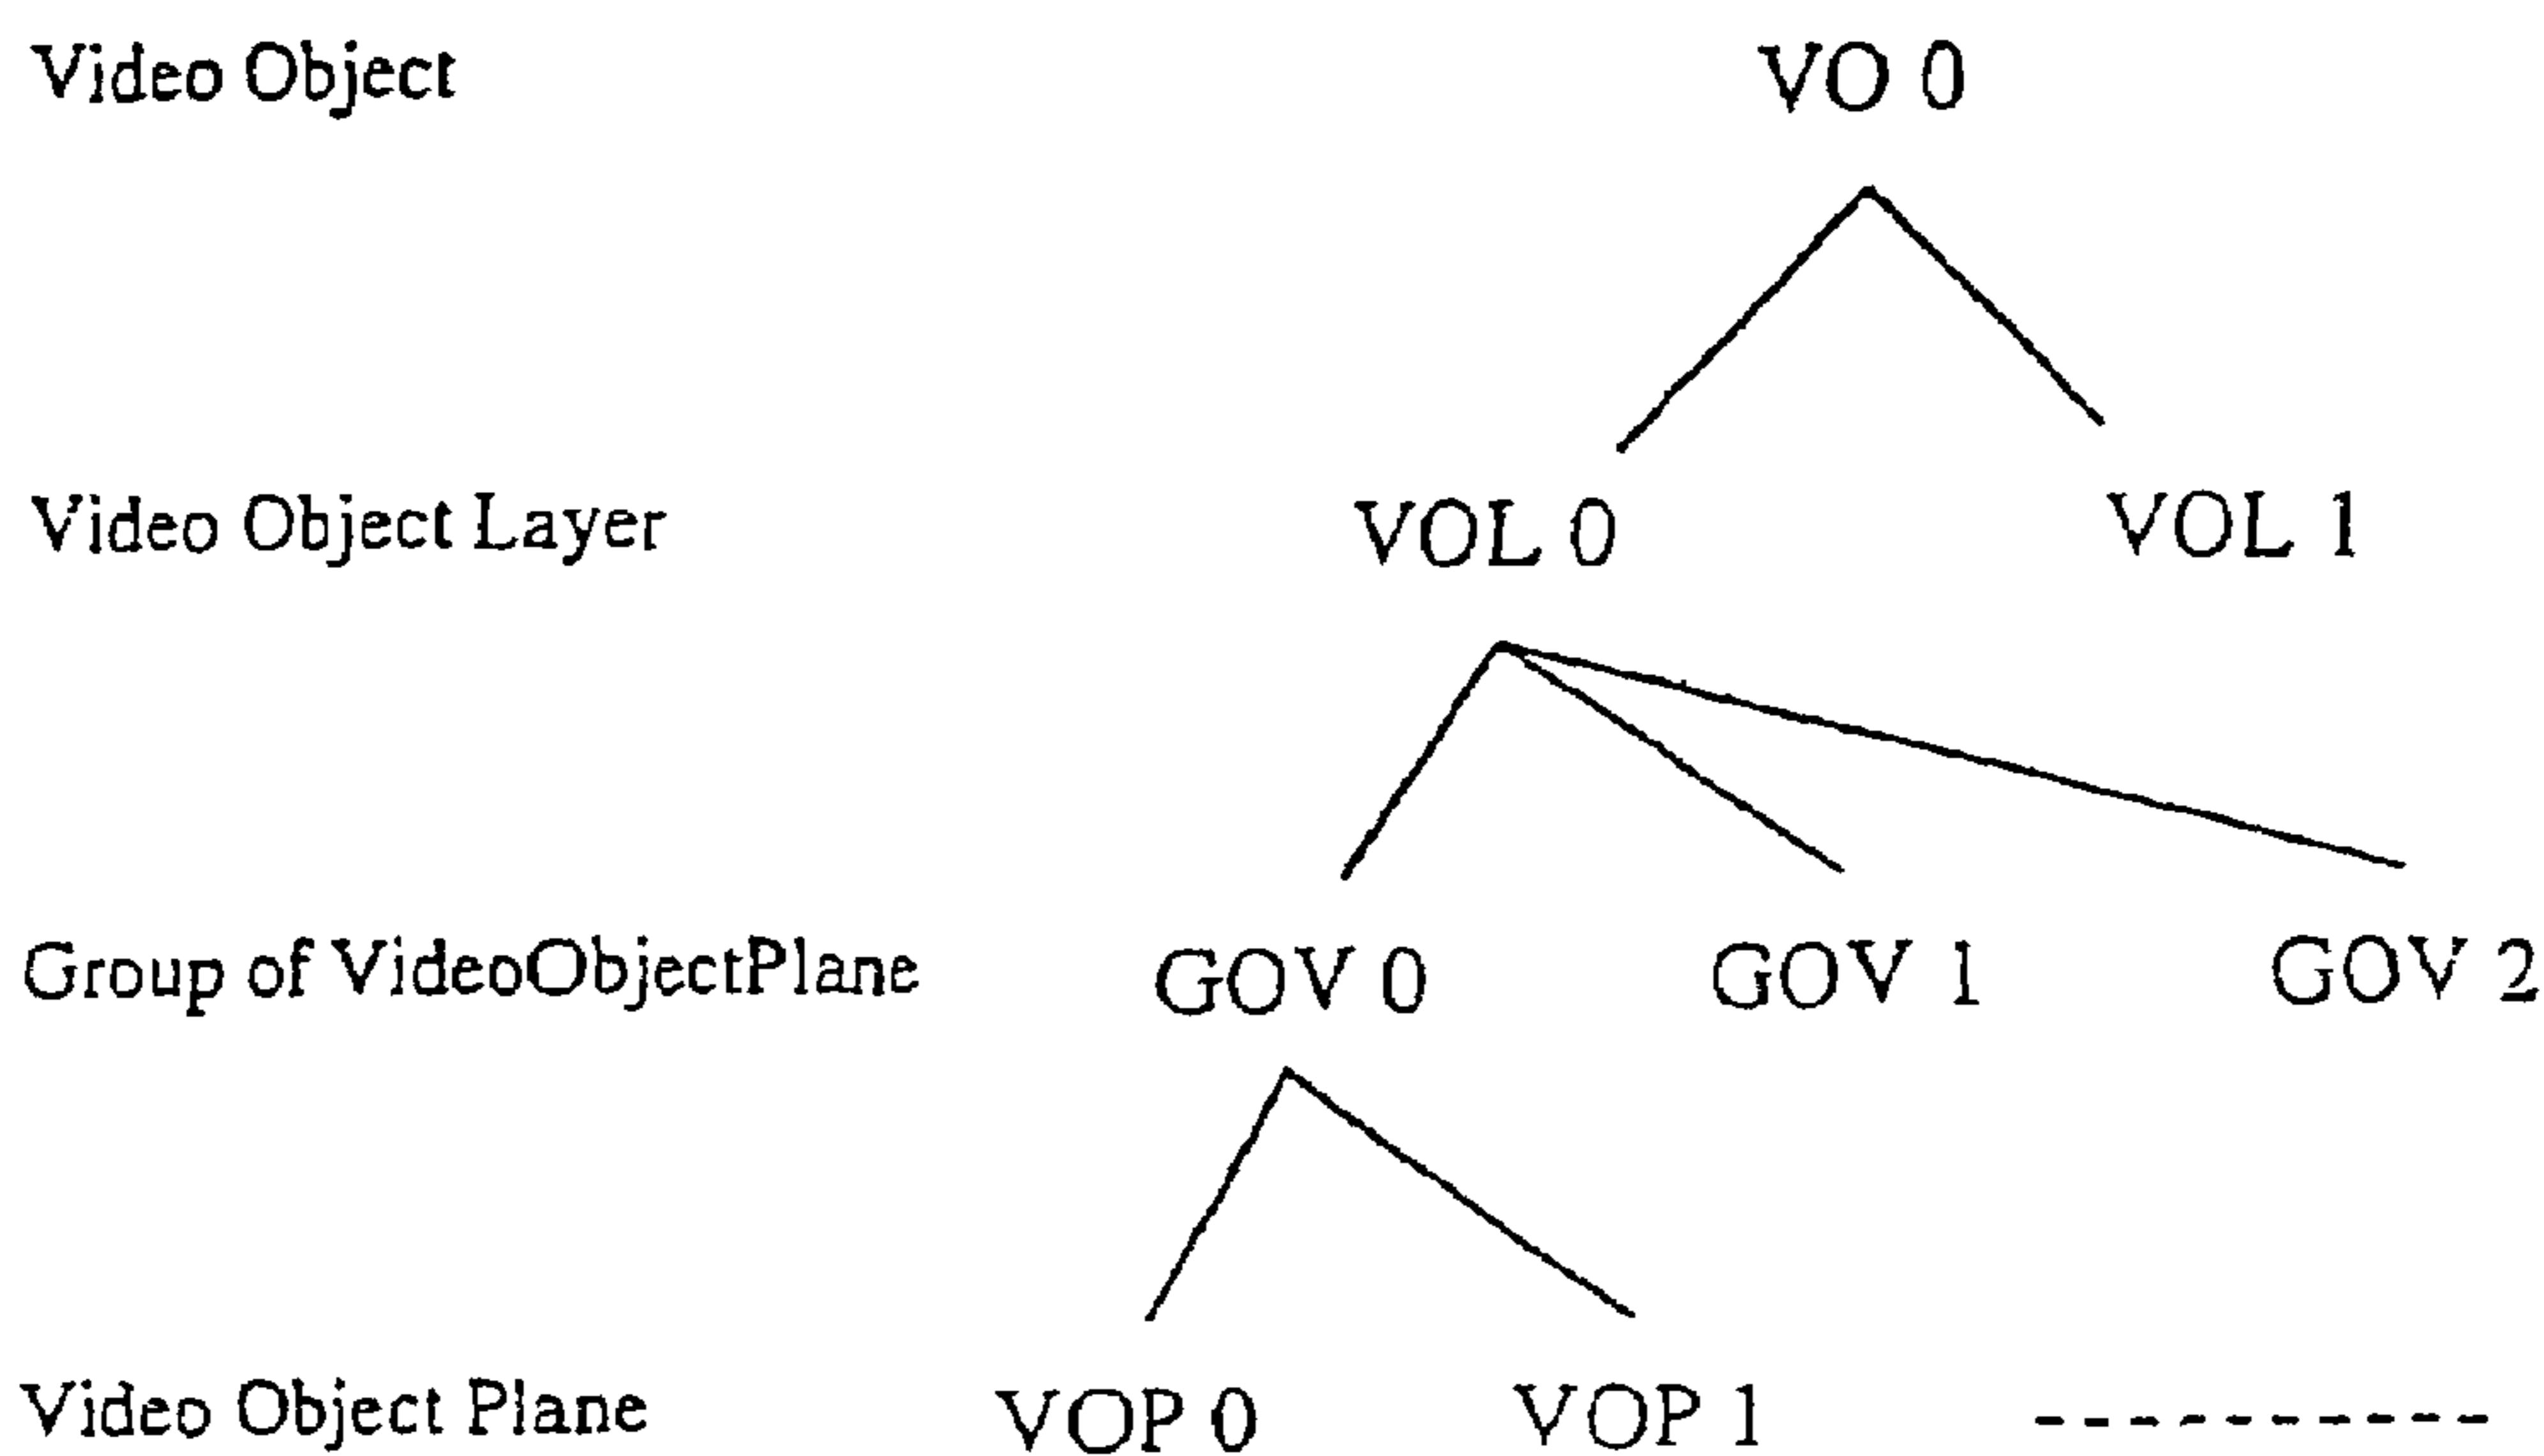 Video Object VO 0
Video Object Layer VOL 0 VOL 1
Group of VideoObjectPlane GOV 0 GOV 1 GOV 2
Video Object Plane VOP 0 VOP 1 ----------